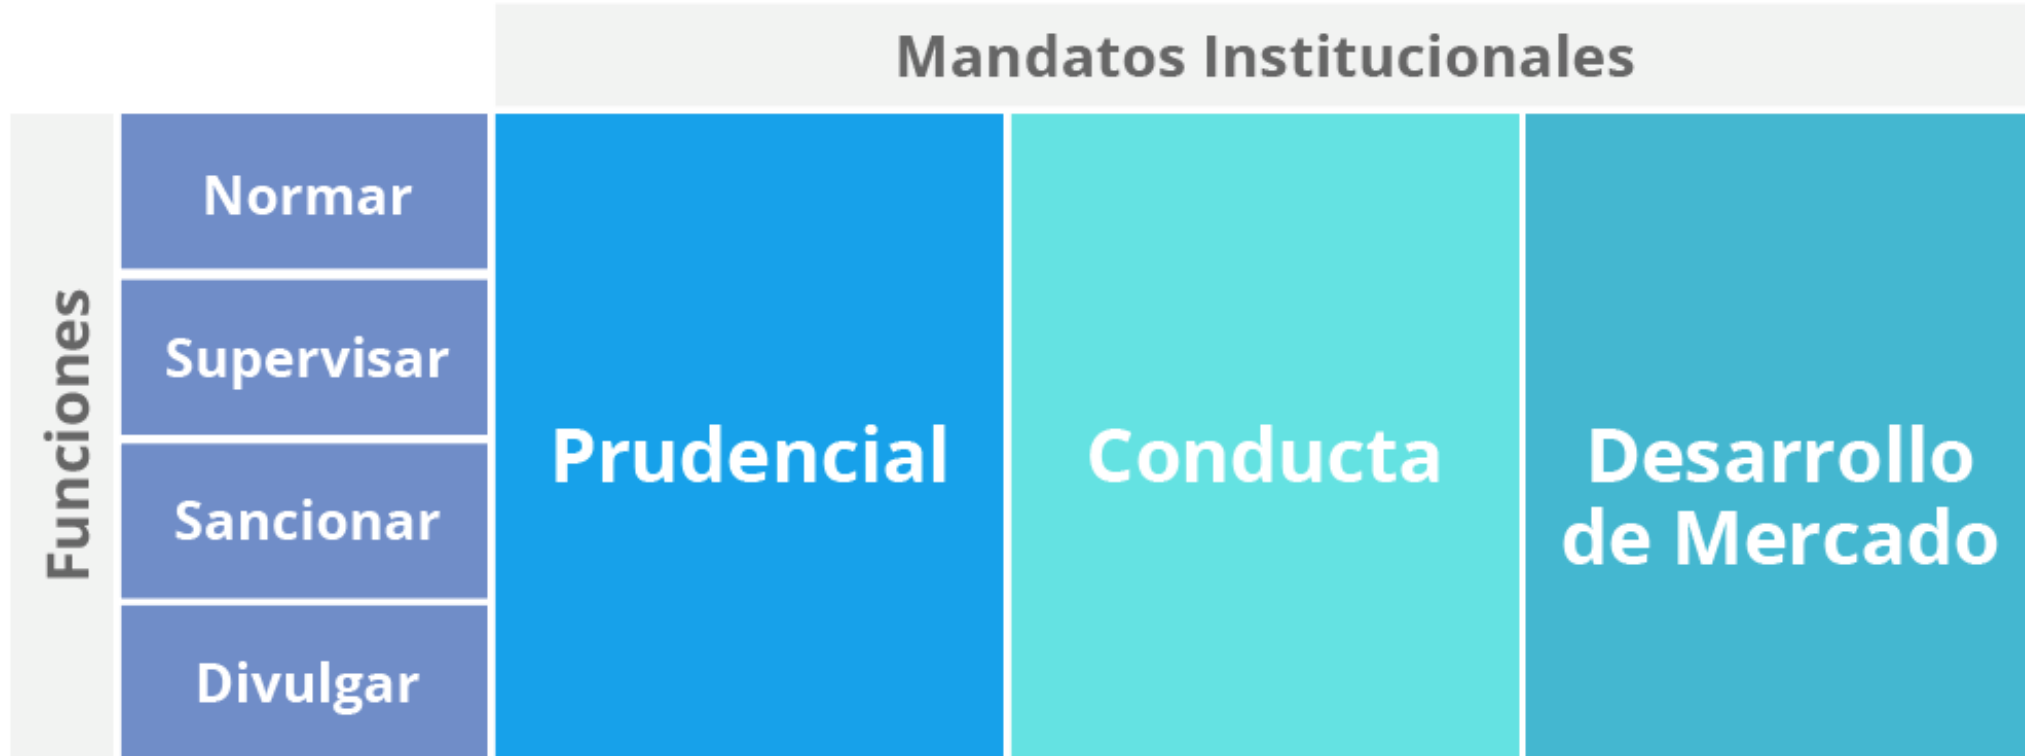 Mandatos Institucionales
Funciones
Normar
Supervisar
Sancionar
Divulgar
Prudencial
Conducta
Desarrollo
de Mercado